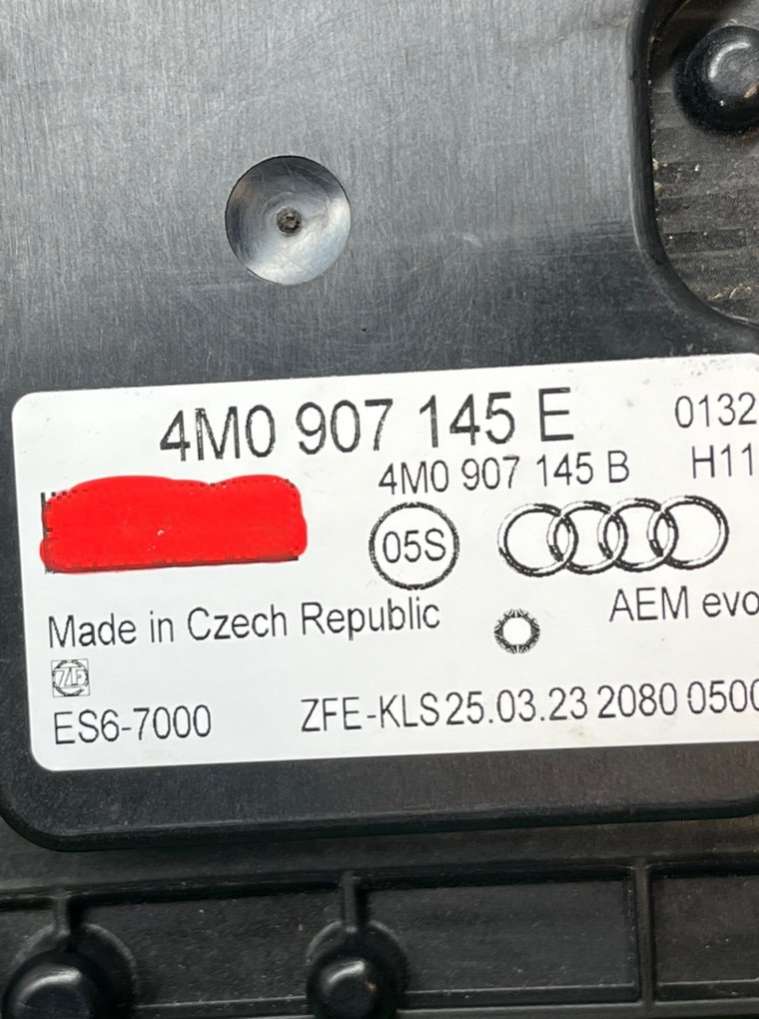 4M0 907 145 E 0132
4M0 907 145 B H11
05S
Made in Czech Republic AEM evo
ZF
ES6-7000 ZFE-KLS 25.03.23 2080 0500